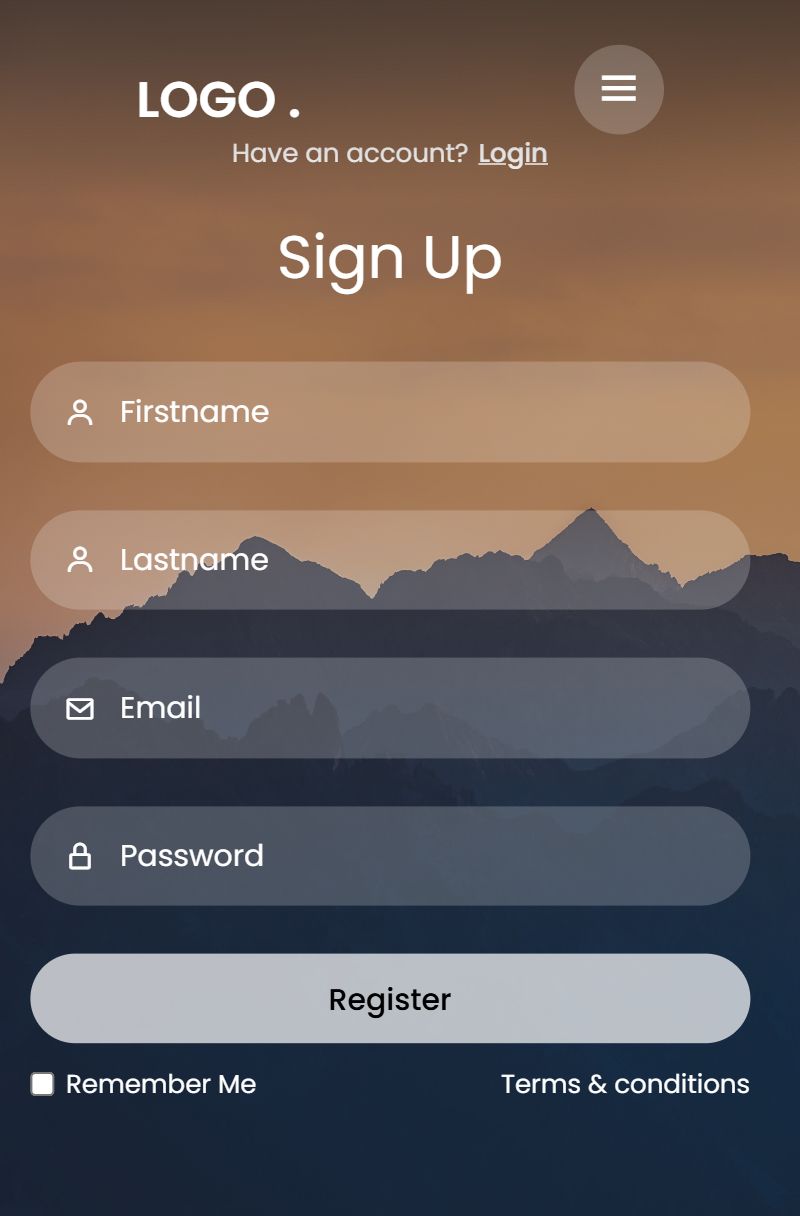 LOGO .
Have an account? Login
Sign Up
Firstname
Lastname
Email
Password
Register
Remember Me
Terms & conditions